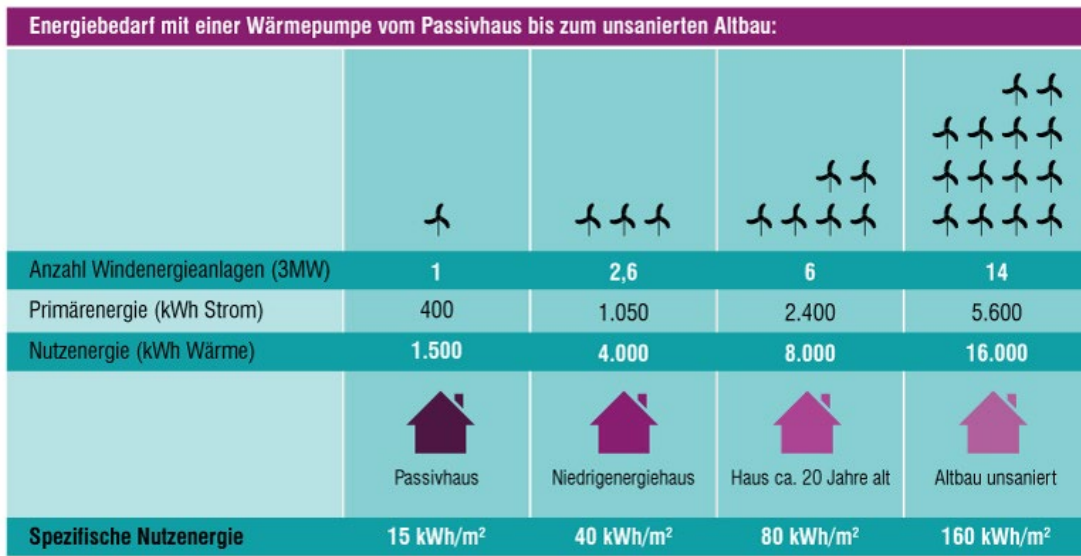 Energiebedarf mit einer Wärmepumpe vom Passivhaus bis zum unsanierten Altbau:
Anzahl Windenergieanlagen (3MW) 1 2,6 6 14
Primärenergie (kWh Strom) 400 1.050 2.400 5.600
Nutzenergie (kWh Wärme) 1.500 4.000 8.000 16.000
Passivhaus Niedrigenergiehaus Haus ca. 20 Jahre alt Altbau unsaniert
Spezifische Nutzenergie 15 kWh/m² 40 kWh/m² 80 kWh/m² 160 kWh/m²